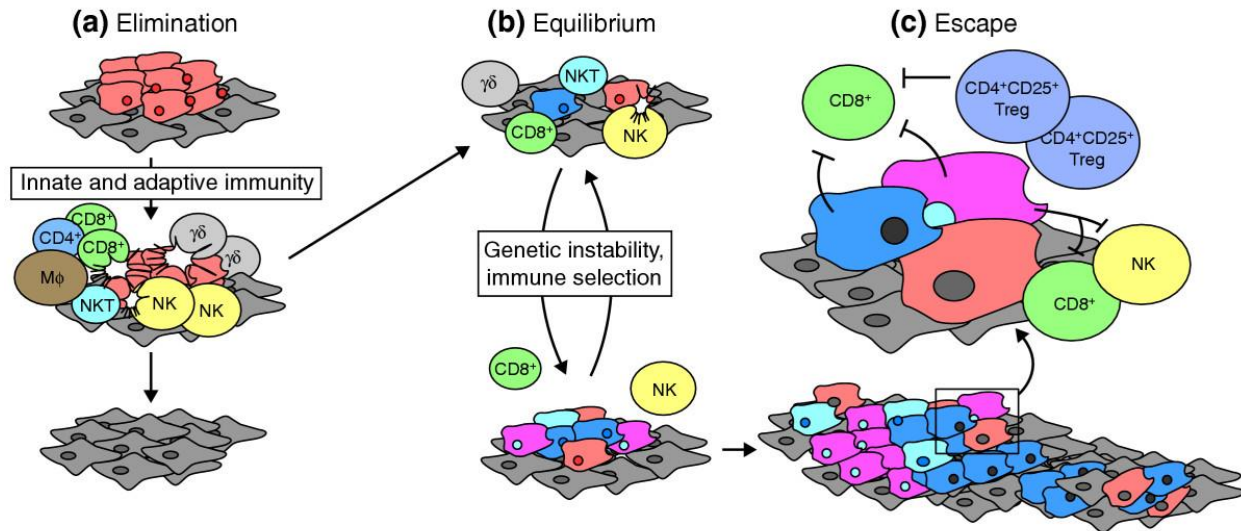 (a) Elimination
Innate and adaptive immunity
CD8⁺
CD4⁺
CD8⁺
γδ
γδ
Mϕ
NKT
NK
NK
(b) Equilibrium
γδ
NKT
CD8⁺
NK
Genetic instability,
immune selection
CD8⁺
NK
(c) Escape
CD8⁺
CD4⁺CD25⁺
Treg
CD4⁺CD25⁺
Treg
NK
CD8⁺